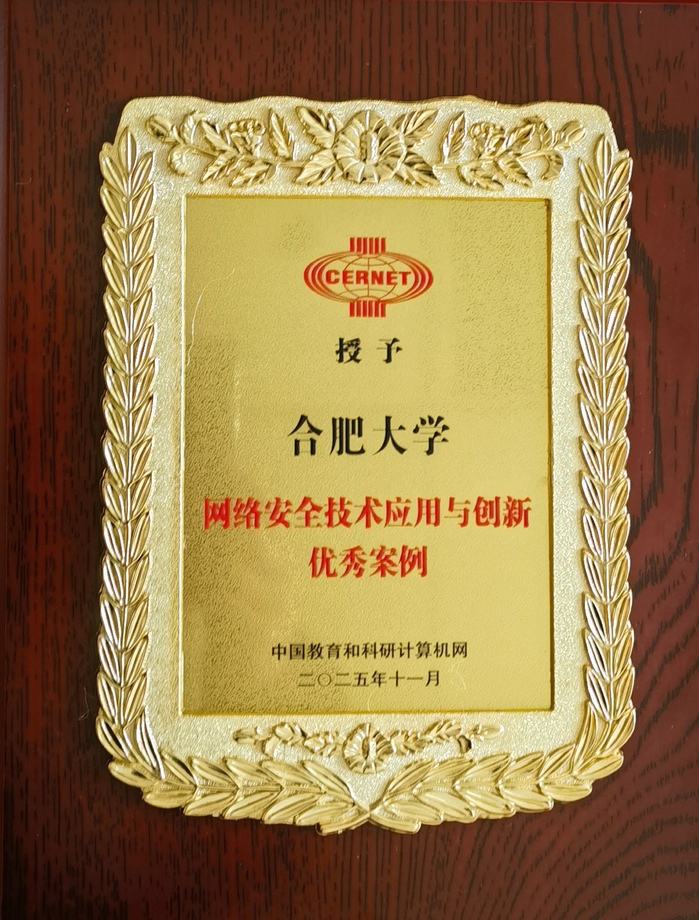 CERNET
授予
合肥大学
网络安全技术应用与创新
优秀案例
中国教育和科研计算机网
二〇二五年十一月